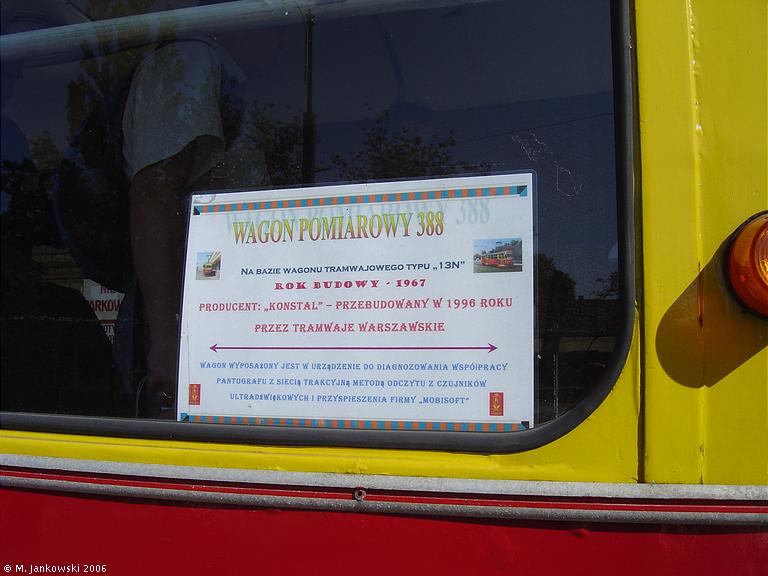 WAGON POMIAROWY 388
NA BAZIE WAGONU TRAMWAJOWEGO TYPU „13N”
ROK BUDOWY - 1967
PRODUCENT: „KONSTAL” – PRZEBUDOWANY W 1996 ROKU
PRZEZ TRAMWAJE WARSZAWSKIE
WAGON WYPOSAŻONY JEST W URZĄDZENIE DO DIAGNOZOWANIA WSPÓŁPRACY
PANTOGRAFU Z SIECIĄ TRAKCYJNĄ METODĄ ODCZYTU Z CZUJNIKÓW
ULTRADŹWIĘKOWYCH I PRZYSPIESZENIA FIRMY „MOBISOFT”
© M. Jankowski 2006